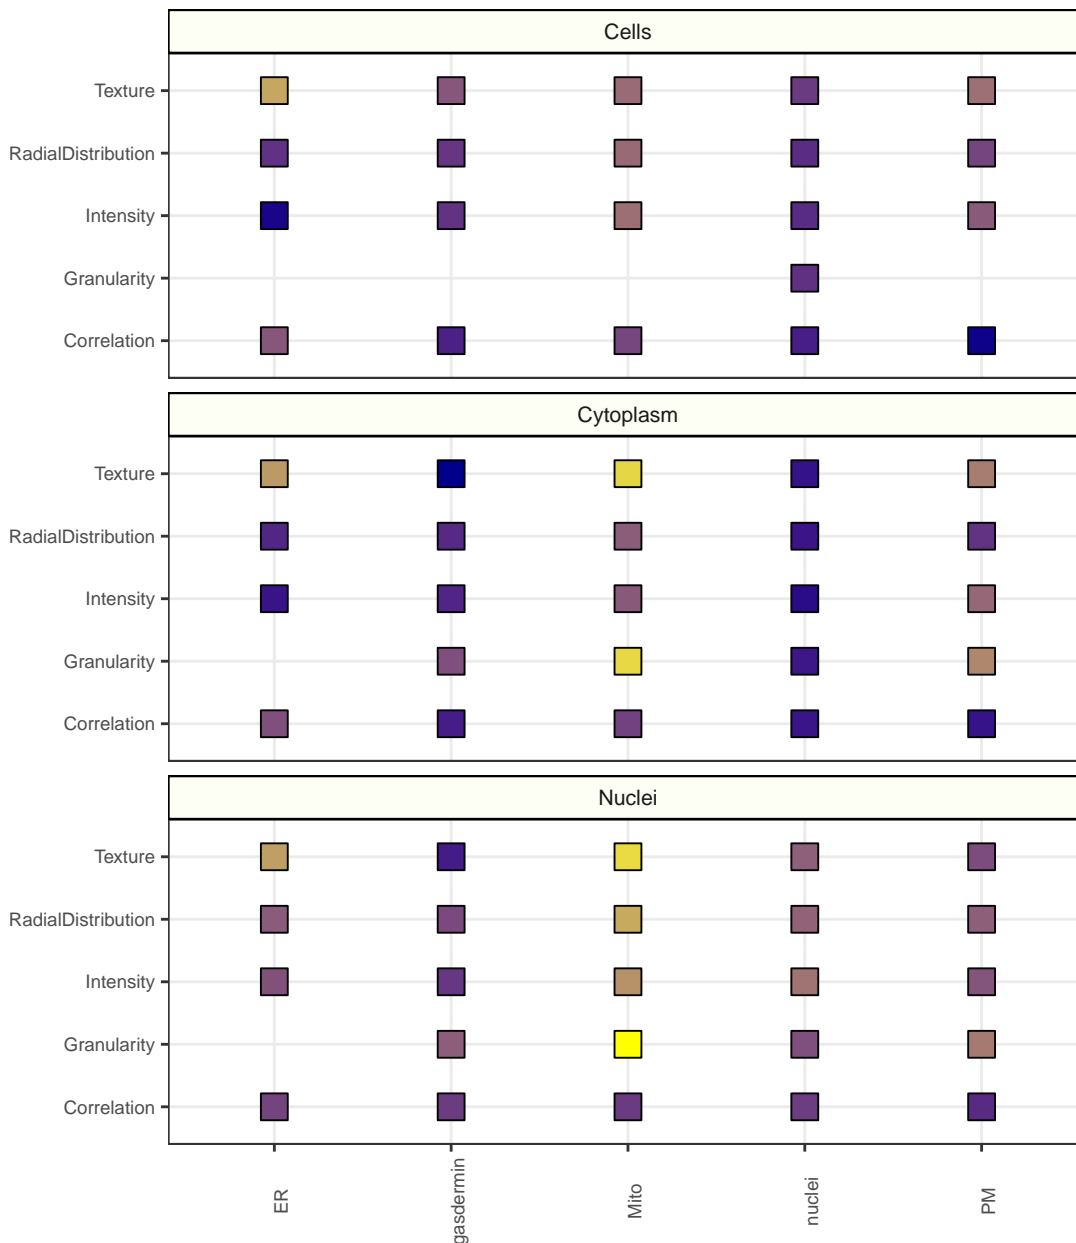 Cells
Texture
RadialDistribution
Intensity
Granularity
Correlation
Cytoplasm
Texture
RadialDistribution
Intensity
Granularity
Correlation
Nuclei
Texture
RadialDistribution
Intensity
Granularity
Correlation
ER
gasdermin
Mito
nuclei
PM